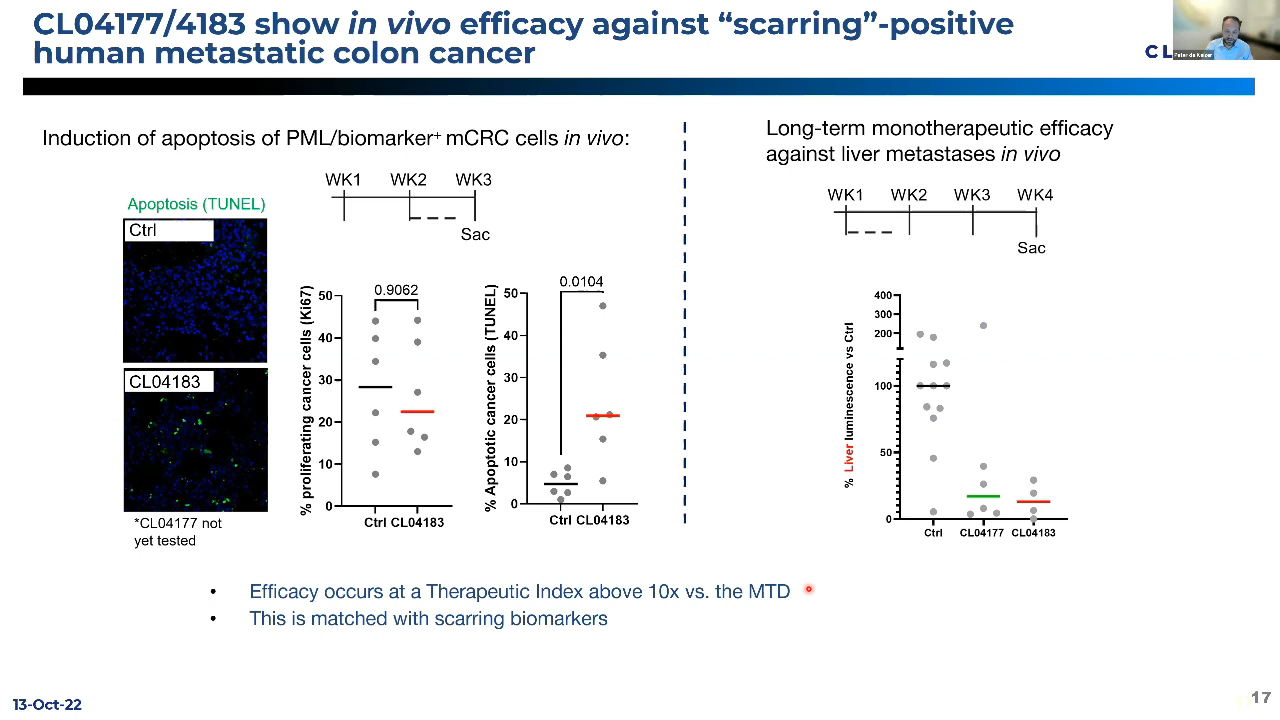 CL04177/4183 show in vivo efficacy against “scarring”-positive
human metastatic colon cancer
CL
Peter de Keizer
Induction of apoptosis of PML/biomarker⁺ mCRC cells in vivo:
WK1 WK2 WK3
Sac
Apoptosis (TUNEL)
Ctrl
CL04183
*CL04177 not
yet tested
% proliferating cancer cells (Ki67)
50
40
30
20
10
0
0.9062
Ctrl CL04183
% Apoptotic cancer cells (TUNEL)
50
40
30
20
10
0
0.0104
Ctrl CL04183
Long-term monotherapeutic efficacy
against liver metastases in vivo
WK1 WK2 WK3 WK4
Sac
% Liver luminescence vs Ctrl
400
300
200
100
50
0
Ctrl CL04177 CL04183
• Efficacy occurs at a Therapeutic Index above 10x vs. the MTD
• This is matched with scarring biomarkers
13-Oct-22
17